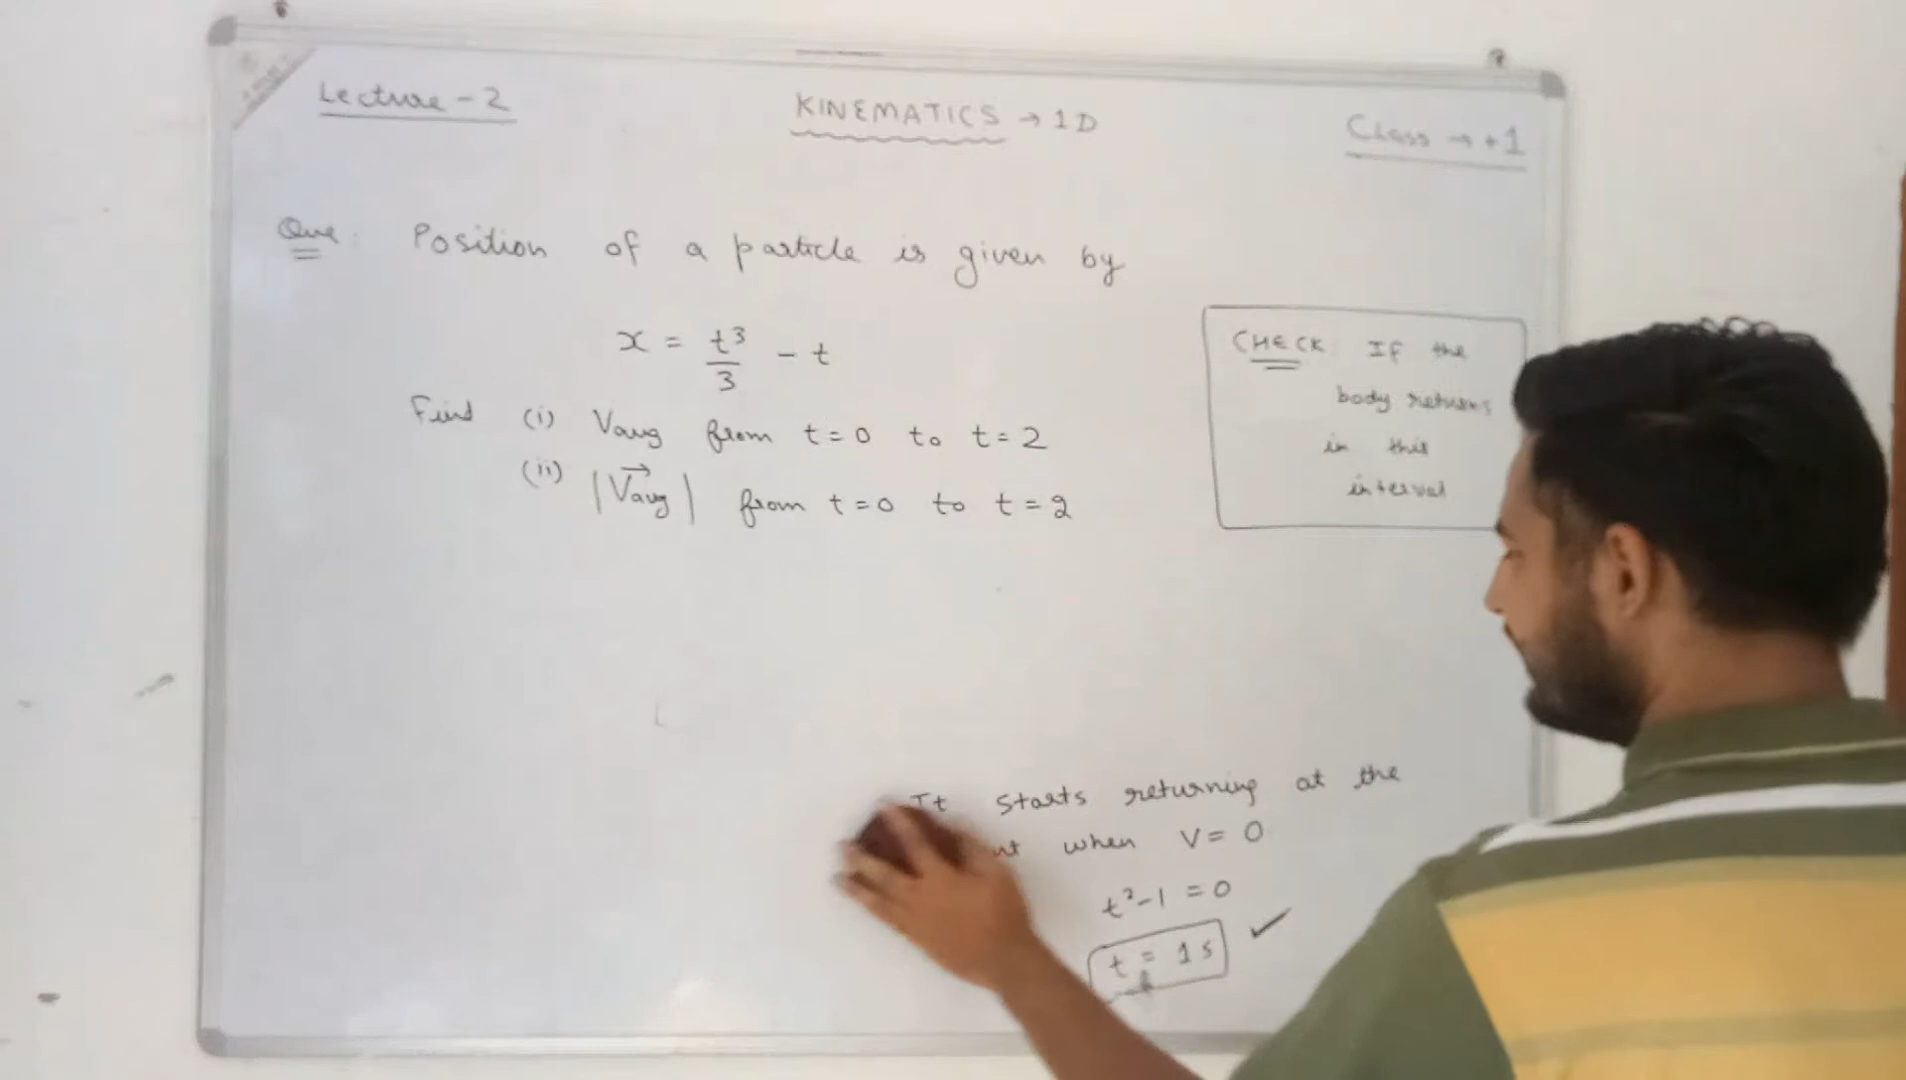 Lecture - 2
KINEMATICS → 1D
Class → +1
Que: Position of a particle is given by
x = t³/3 - t
Find (i) Vavg from t = 0 to t = 2
(ii) |V⃗avg| from t = 0 to t = 2
CHECK: If the
body returns
in this
interval
It starts returning at the
when v = 0
t² - 1 = 0
t = 1s ✓